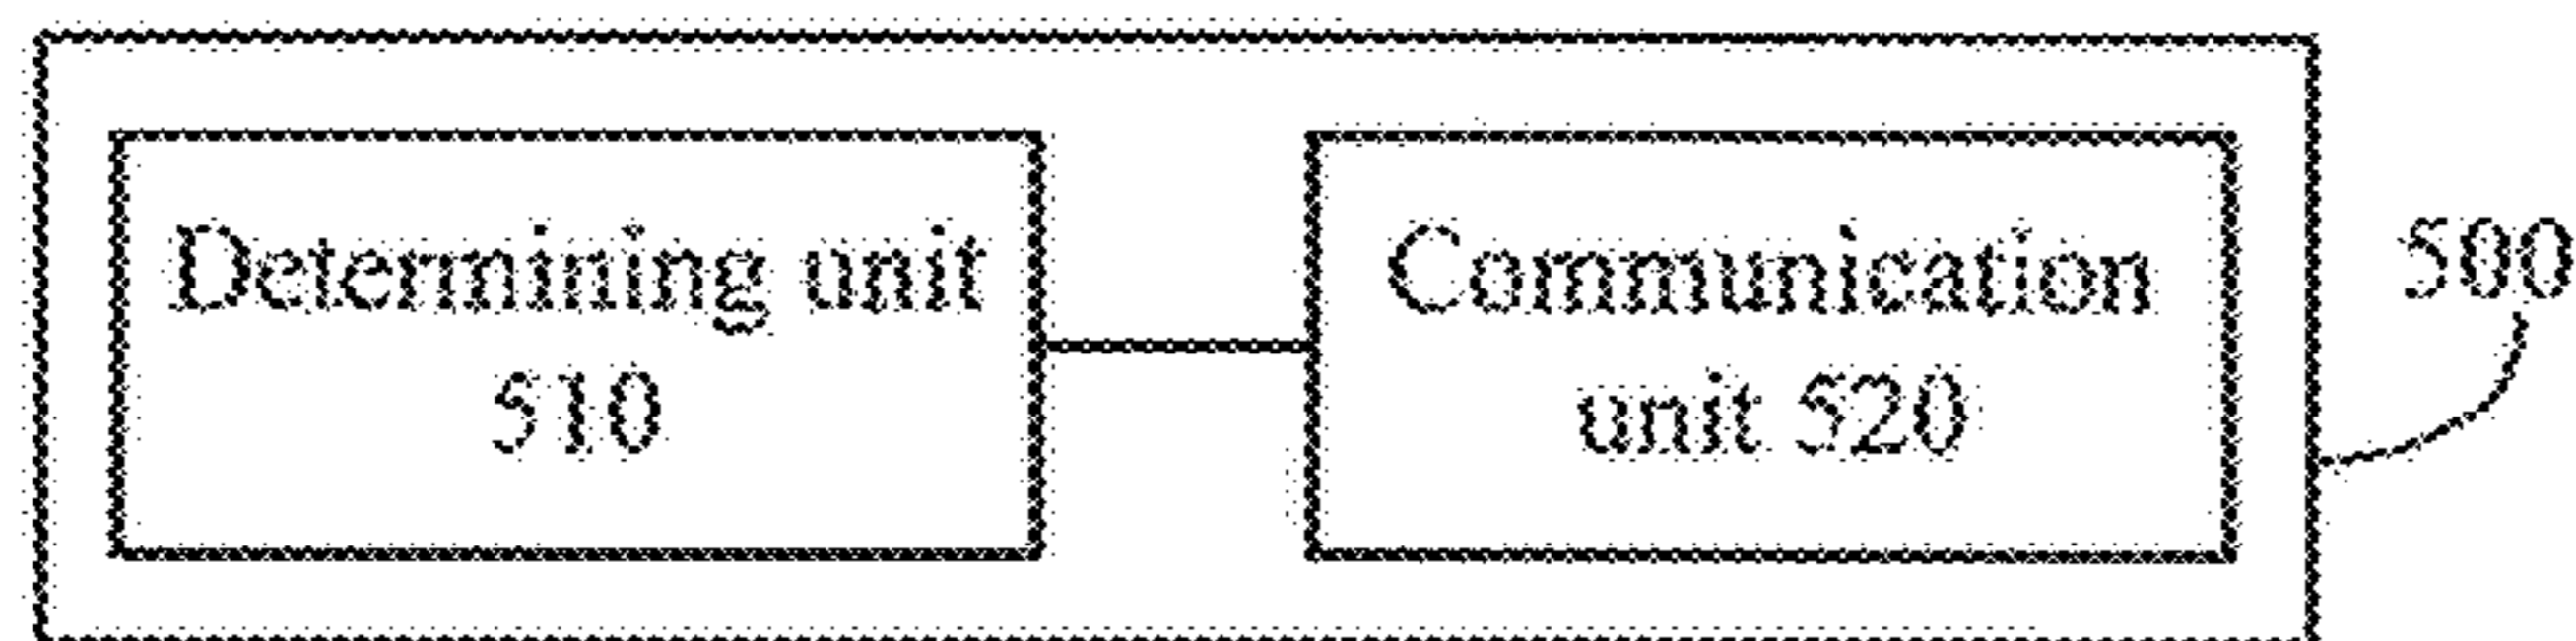 Determining unit
510
Communication
unit 520
500